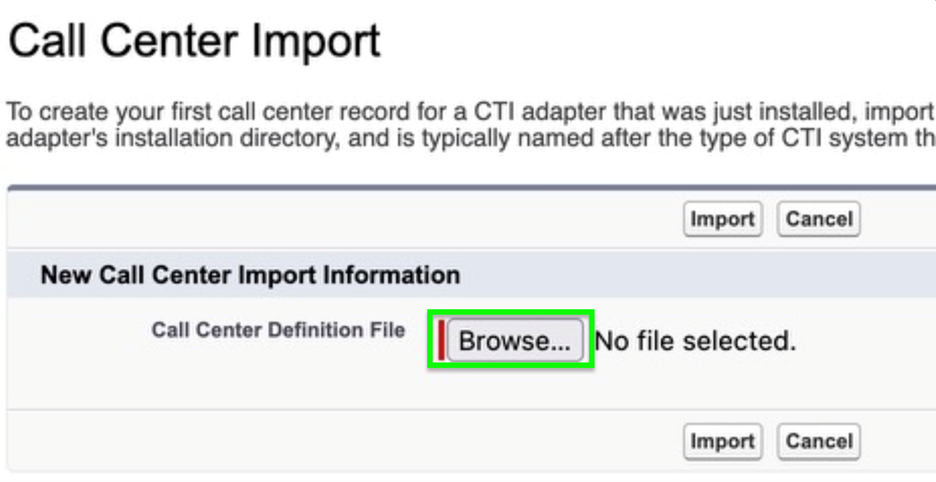 Call Center Import
To create your first call center record for a CTI adapter that was just installed, import
adapter's installation directory, and is typically named after the type of CTI system th
Import Cancel
New Call Center Import Information
Call Center Definition File Browse... No file selected.
Import Cancel